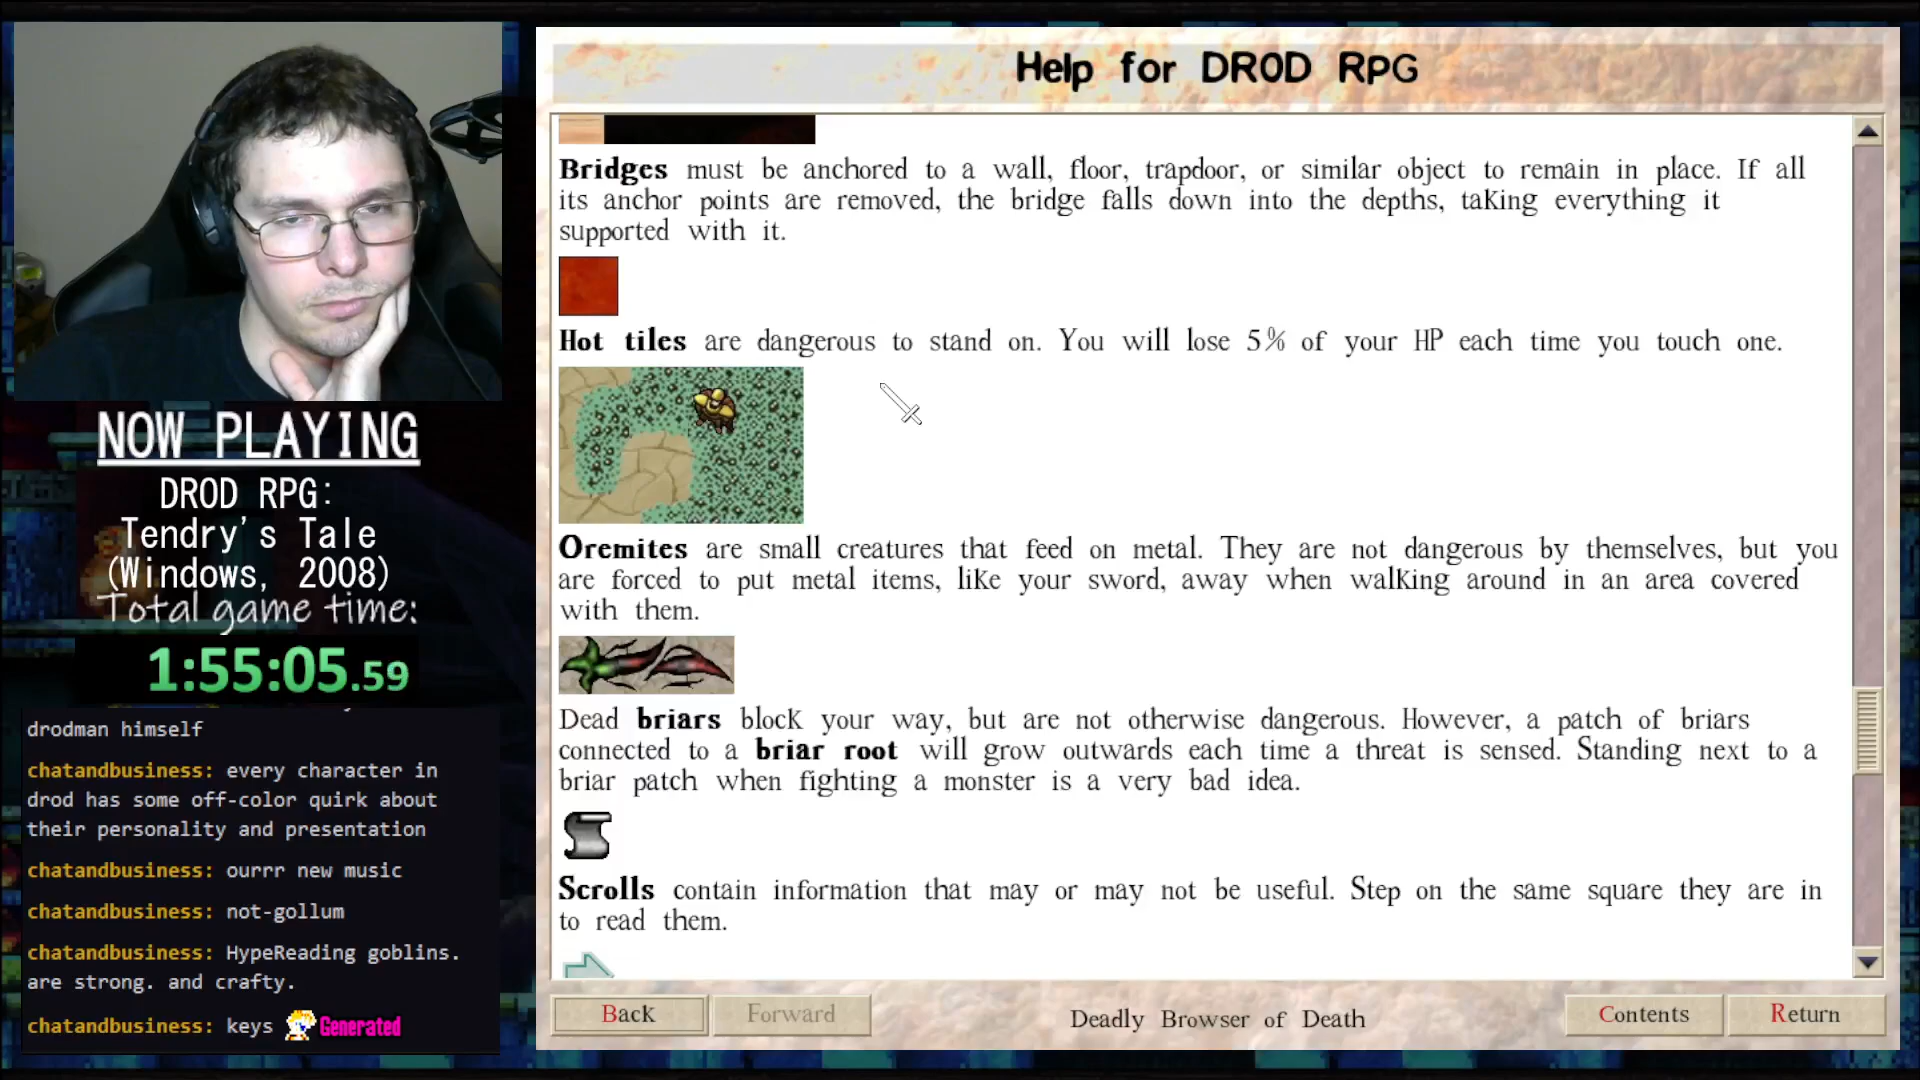 Help for DROD RPG
Bridges must be anchored to a wall, floor, trapdoor, or similar object to remain in place. If all
its anchor points are removed, the bridge falls down into the depths, taking everything it
supported with it.
Hot tiles are dangerous to stand on. You will lose 5% of your HP each time you touch one.
Oremites are small creatures that feed on metal. They are not dangerous by themselves, but you
are forced to put metal items, like your sword, away when walking around in an area covered
with them.
Dead briars block your way, but are not otherwise dangerous. However, a patch of briars
connected to a briar root will grow outwards each time a threat is sensed. Standing next to a
briar patch when fighting a monster is a very bad idea.
Scrolls contain information that may or may not be useful. Step on the same square they are in
to read them.
Back
Forward
Deadly Browser of Death
Contents
Return
NOW PLAYING
DROD RPG:
Tendry's Tale
(Windows, 2008)
Total game time:
1:55:05.59
drodman himself
chatandbusiness: every character in
drod has some off-color quirk about
their personality and presentation
chatandbusiness: ourrr new music
chatandbusiness: not-gollum
chatandbusiness: HypeReading goblins.
are strong. and crafty.
chatandbusiness: keys Generated